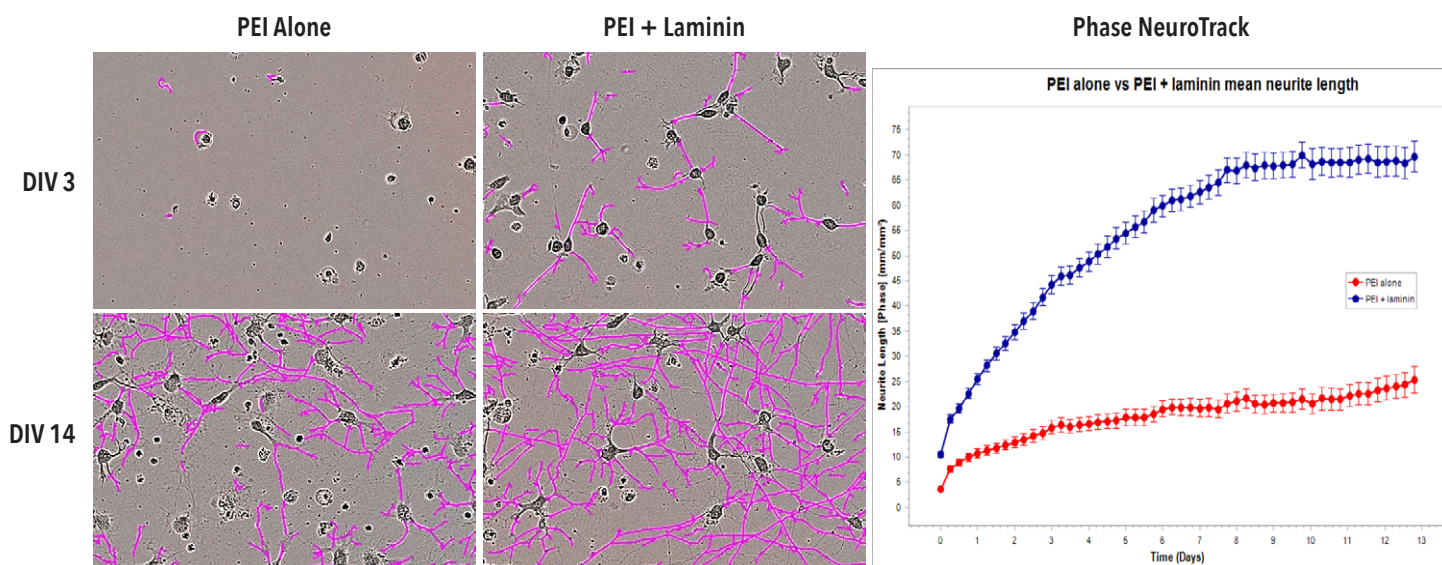 PEI Alone
PEI + Laminin
Phase NeuroTrack
DIV 3
DIV 14
PEI alone vs PEI + laminin mean neurite length
Neurite Length [Phase] [mm/mm²]
75
70
65
60
55
50
45
40
35
30
25
20
15
10
5
0
PEI alone
PEI + laminin
0 1 2 3 4 5 6 7 8 9 10 11 12 13
Time (Days)